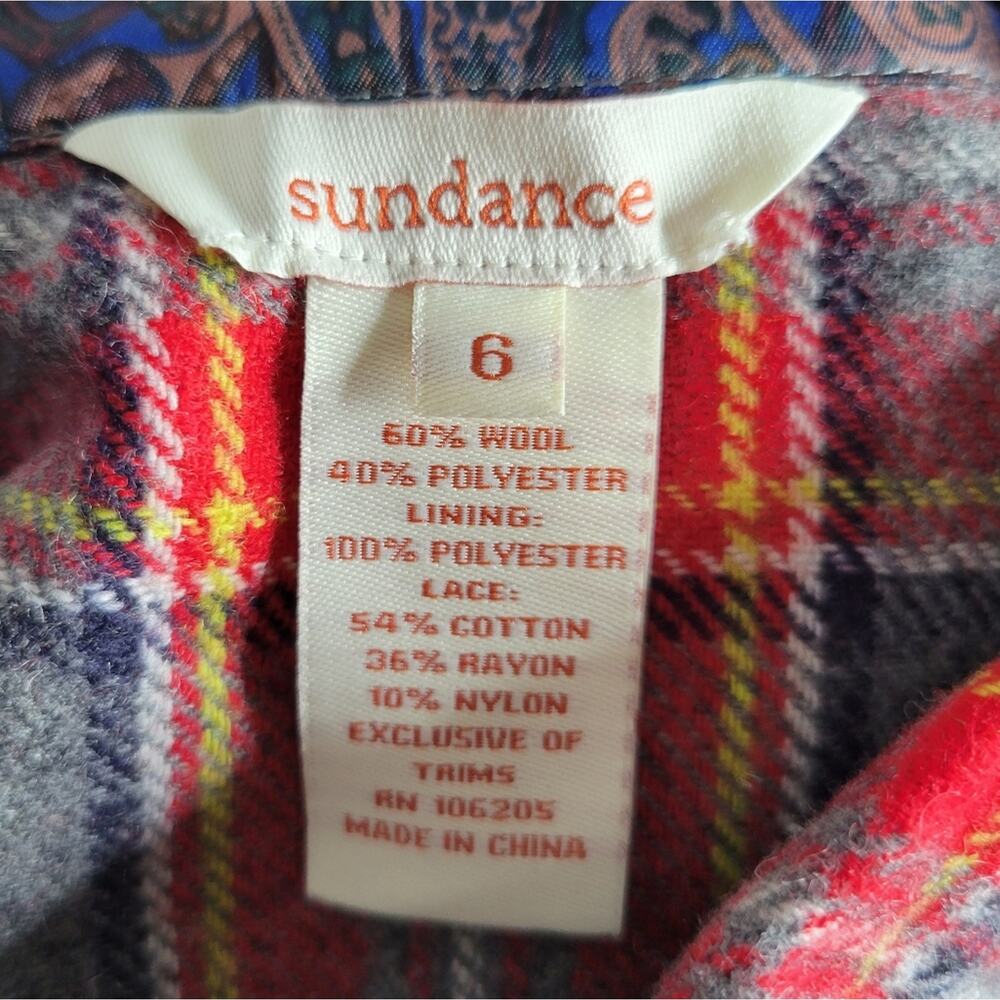 sundance
6
60% WOOL
40% POLYESTER
LINING:
100% POLYESTER
LACE:
54% COTTON
36% RAYON
10% NYLON
EXCLUSIVE OF
TRIMS
RN 106205
MADE IN CHINA